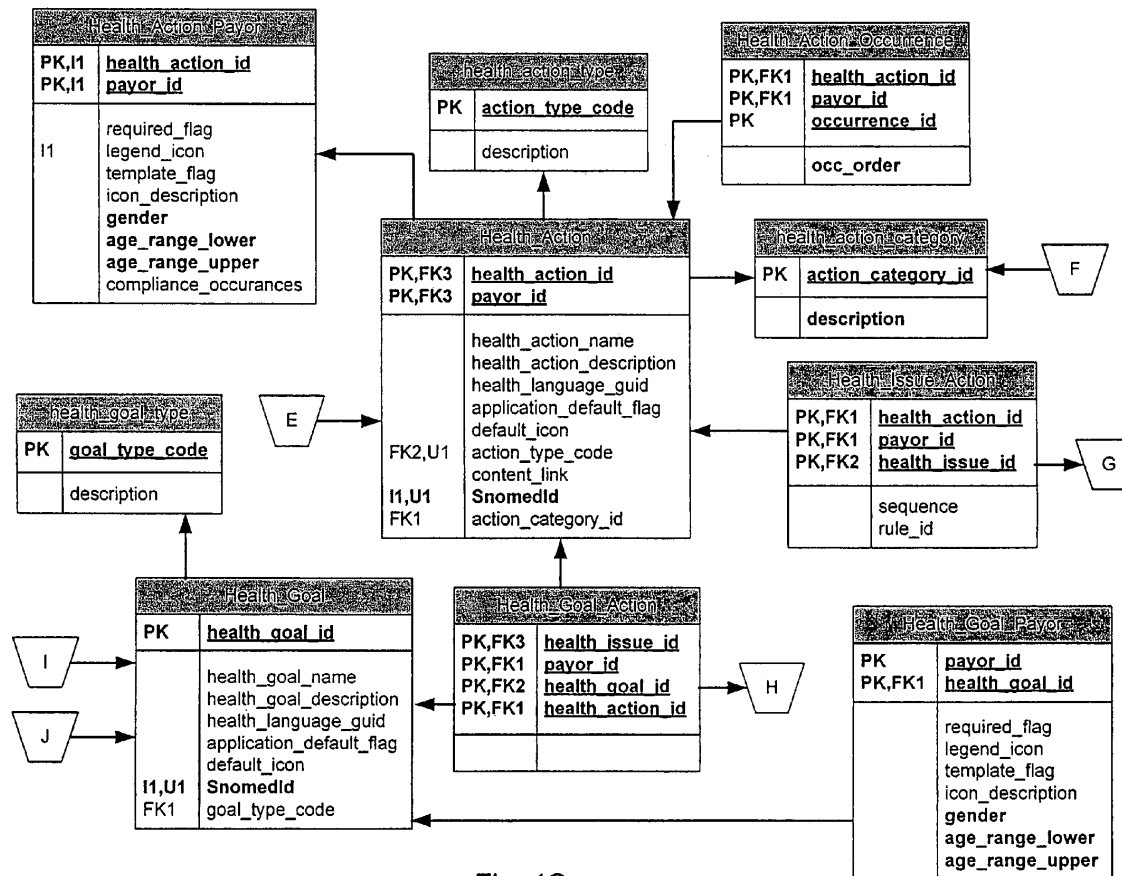 Health_Action_Payor
PK,I1 health_action_id
PK,I1 payor_id
required_flag
I1 legend_icon
template_flag
icon_description
gender
age_range_lower
age_range_upper
compliance_occurances
health_action_type
PK action_type_code
description
Health_Action_Occurrence
PK,FK1 health_action_id
PK,FK1 payor_id
PK occurrence_id
occ_order
Health_Action
PK,FK3 health_action_id
PK,FK3 payor_id
health_action_name
health_action_description
health_language_guid
application_default_flag
default_icon
FK2,U1 action_type_code
content_link
I1,U1 SnomedId
FK1 action_category_id
health_action_category
PK action_category_id
description
F
health_goal_type
PK goal_type_code
description
E
Health_Issue_Action
PK,FK1 health_action_id
PK,FK1 payor_id
PK,FK2 health_issue_id
sequence
rule_id
G
Health_Goal
PK health_goal_id
health_goal_name
health_goal_description
health_language_guid
application_default_flag
default_icon
I1,U1 SnomedId
FK1 goal_type_code
I
J
Health_Goal_Action
PK,FK3 health_issue_id
PK,FK1 payor_id
PK,FK2 health_goal_id
PK,FK1 health_action_id
H
Health_Goal_Payor
PK payor_id
PK,FK1 health_goal_id
required_flag
legend_icon
template_flag
icon_description
gender
age_range_lower
age_range_upper